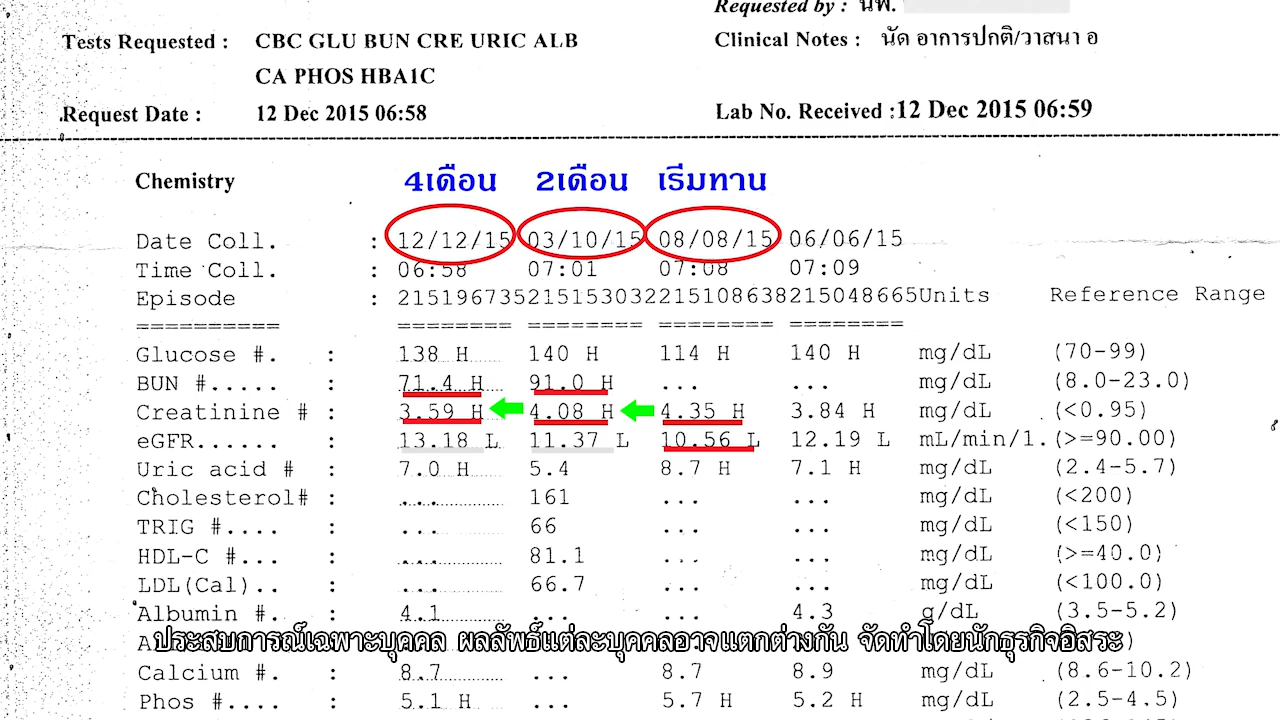 Requested by : นพ.
Tests Requested : CBC GLU BUN CRE URIC ALB
CA PHOS HBA1C
Clinical Notes : นัด อาการปกติ/วาสนา อ
Request Date : 12 Dec 2015 06:58
Lab No. Received :12 Dec 2015 06:59
Chemistry 4เดือน 2เดือน เริ่มทาน
Date Coll. : 12/12/15 03/10/15 08/08/15 06/06/15
Time Coll. : 06:58 07:01 07:08 07:09
Episode : 215196735215153032215108638215048665Units Reference Range
========== ======== ======== ======== ========
Glucose #. : 138 H 140 H 114 H 140 H mg/dL (70-99)
BUN #..... : 71.4 H 91.0 H ... ... mg/dL (8.0-23.0)
Creatinine # : 3.59 H 4.08 H 4.35 H 3.84 H mg/dL (<0.95)
eGFR...... : 13.18 L 11.37 L 10.56 L 12.19 L mL/min/1. (>=90.00)
Uric acid # : 7.0 H 5.4 8.7 H 7.1 H mg/dL (2.4-5.7)
Cholesterol# : ... 161 ... ... mg/dL (<200)
TRIG #.... : ... 66 ... ... mg/dL (<150)
HDL-C #... : ... 81.1 ... ... mg/dL (>=40.0)
LDL(Cal).. : ... 66.7 ... ... mg/dL (<100.0)
Albumin #. : 4.1 ... ... 4.3 g/dL (3.5-5.2)
ประสบการณ์เฉพาะบุคคล ผลลัพธ์แต่ละบุคคลอาจแตกต่างกัน จัดทำโดยนักธุรกิจอิสระ
Calcium #. : 8.7 ... 8.7 8.9 mg/dL (8.6-10.2)
Phos #.... : 5.1 H ... 5.7 H 5.2 H mg/dL (2.5-4.5)